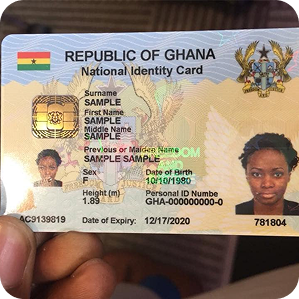 REPUBLIC OF GHANA
National Identity Card
Surname
SAMPLE
First Name
SAMPLE
Middle Name
SAMPLE
Previous or Maiden Name
SAMPLE SAMPLE
Sex Date of Birth
F 10/10/1980
Height (m) Personal ID Numbe
1.89 GHA-000000000-0
AC9139819 Date of Expiry: 12/17/2020 781804